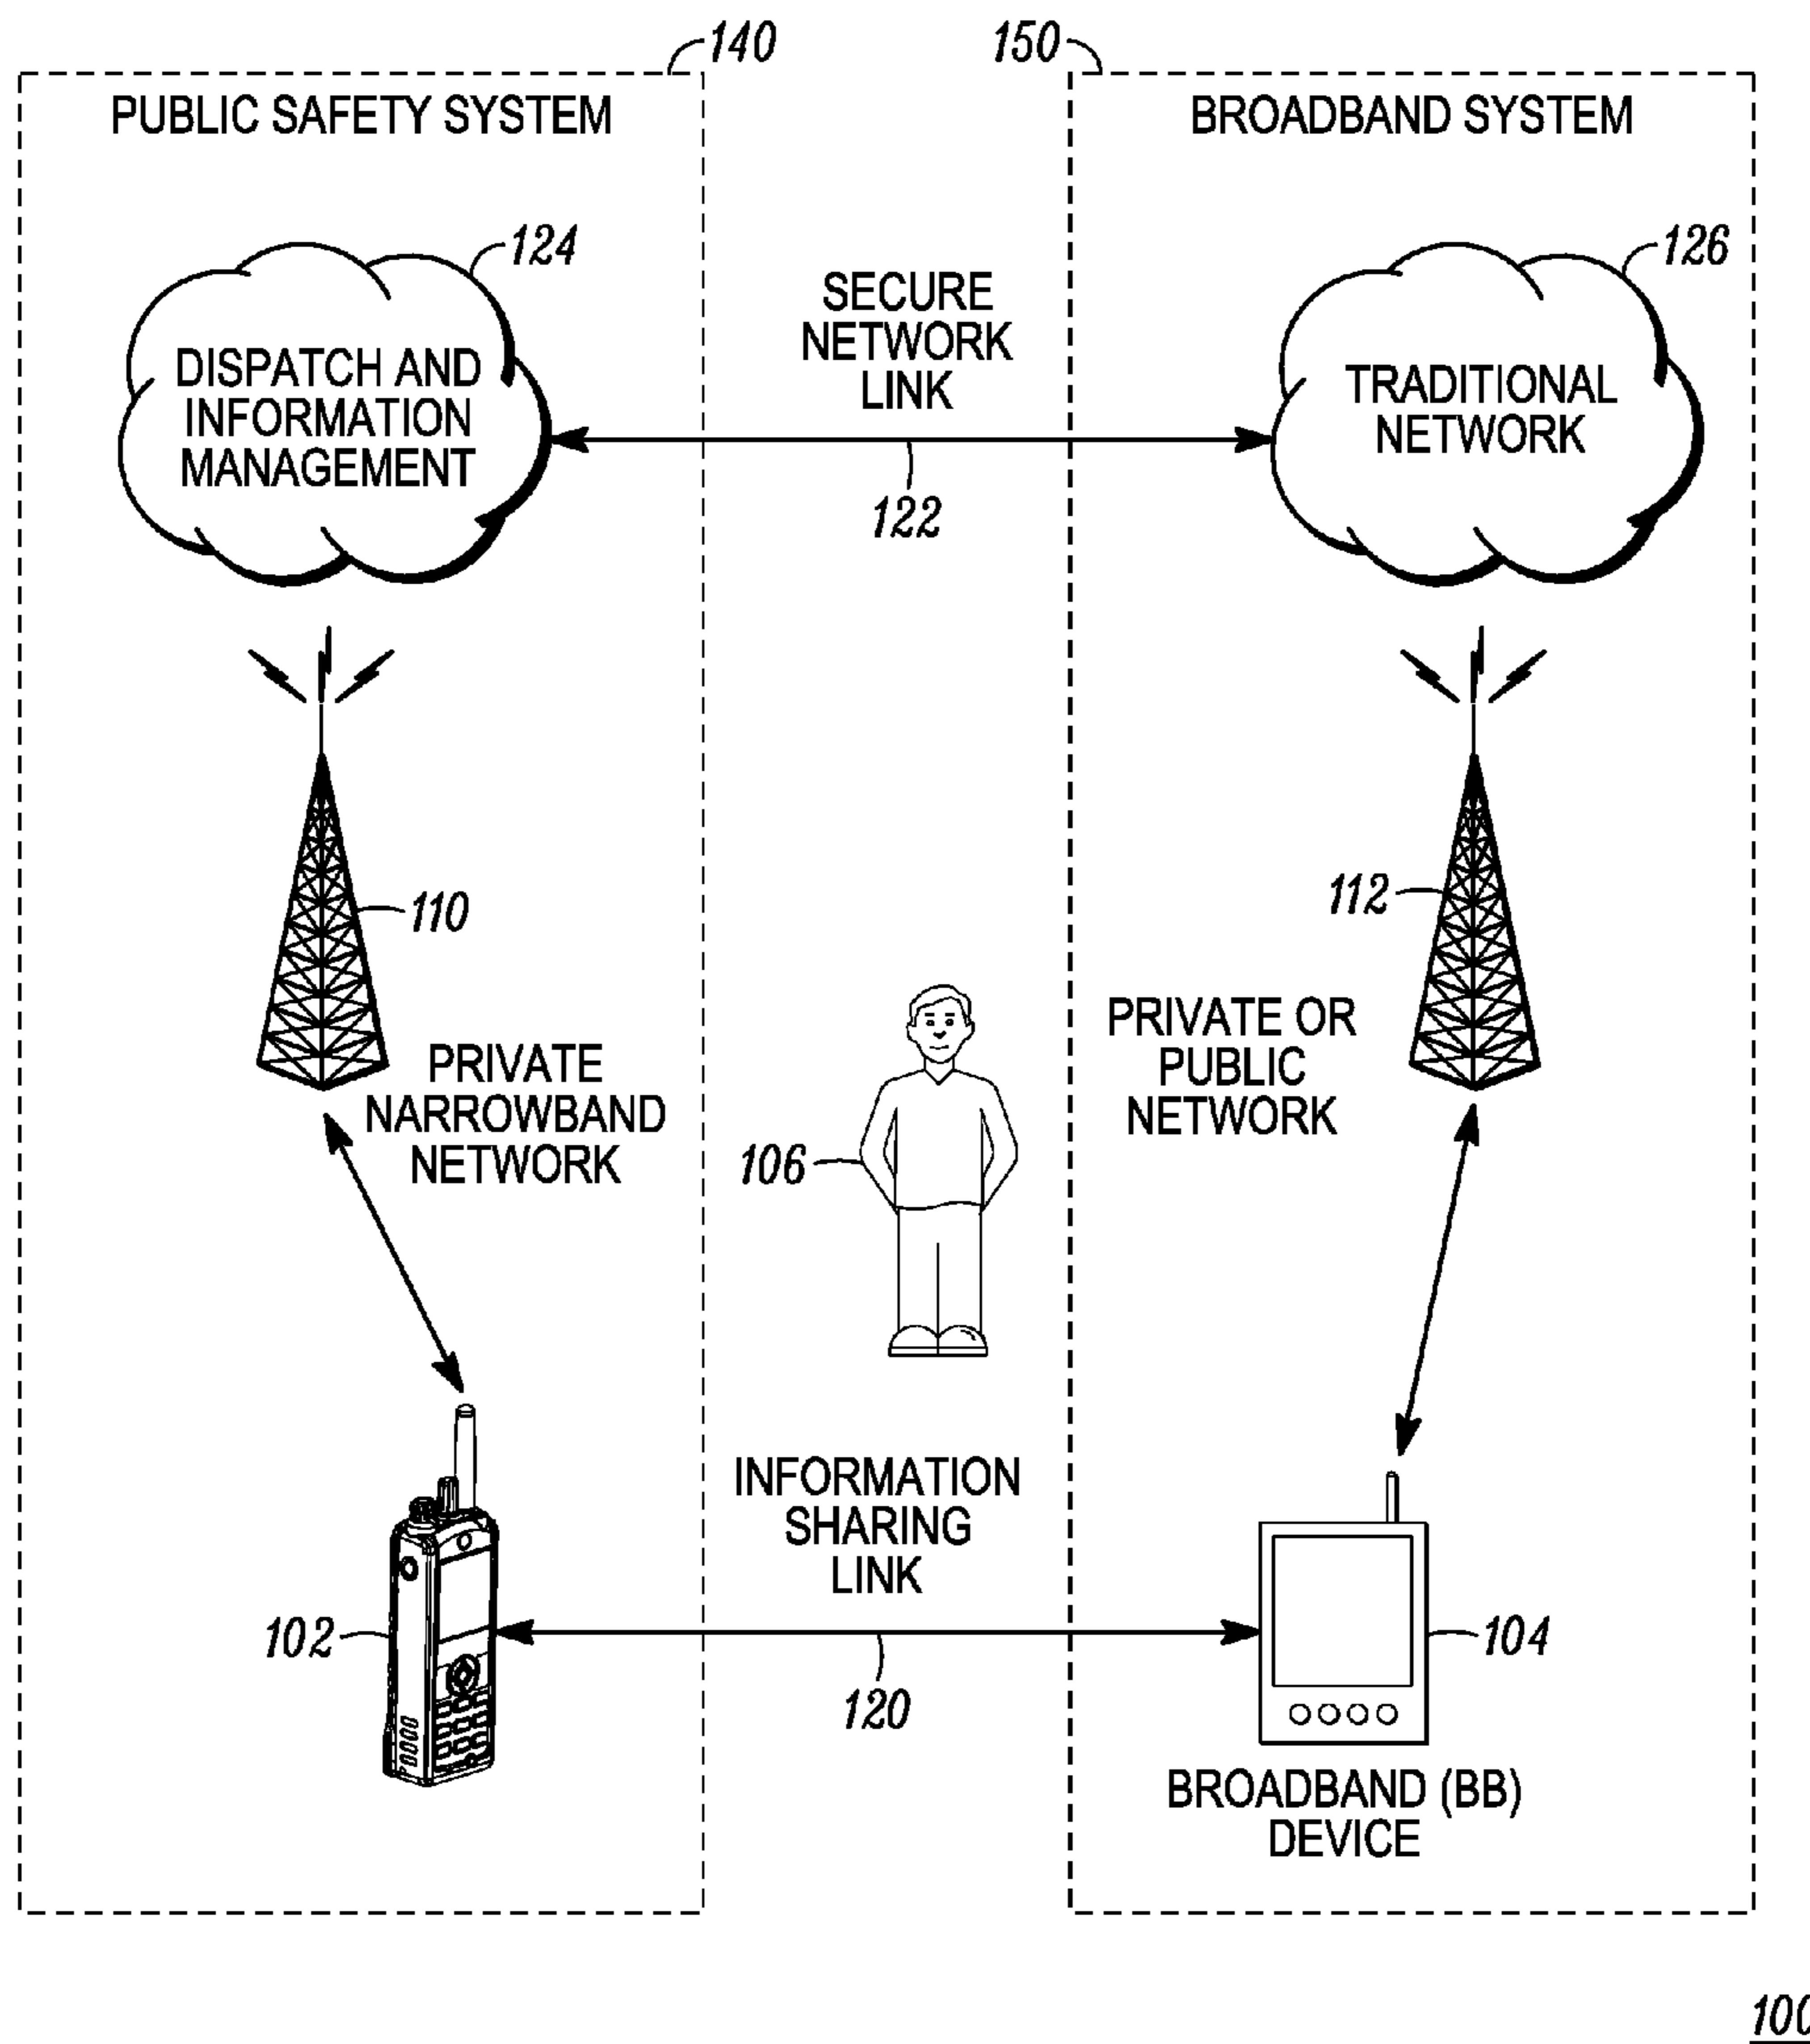 140
150
PUBLIC SAFETY SYSTEM
BROADBAND SYSTEM
124
126
DISPATCH AND
INFORMATION
MANAGEMENT
SECURE
NETWORK
LINK
122
TRADITIONAL
NETWORK
110
112
PRIVATE
NARROWBAND
NETWORK
106
PRIVATE OR
PUBLIC
NETWORK
INFORMATION
SHARING
LINK
102
120
104
BROADBAND (BB)
DEVICE
100